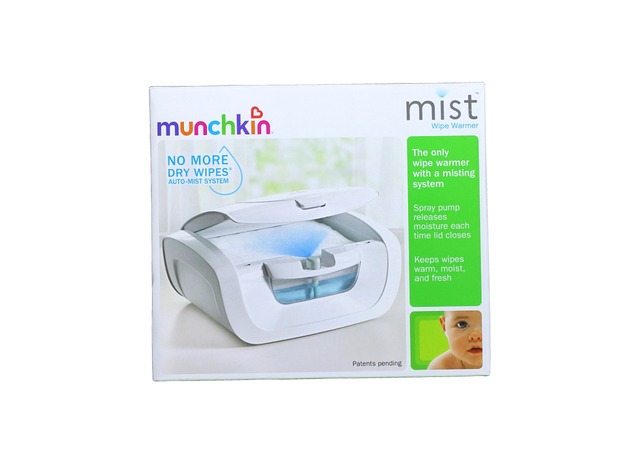 munchkin
mist™
Wipe Warmer
NO MORE
DRY WIPES®
AUTO-MIST SYSTEM
The only
wipe warmer
with a misting
system
Spray pump
releases
moisture each
time lid closes
Keeps wipes
warm, moist,
and fresh
Patents pending